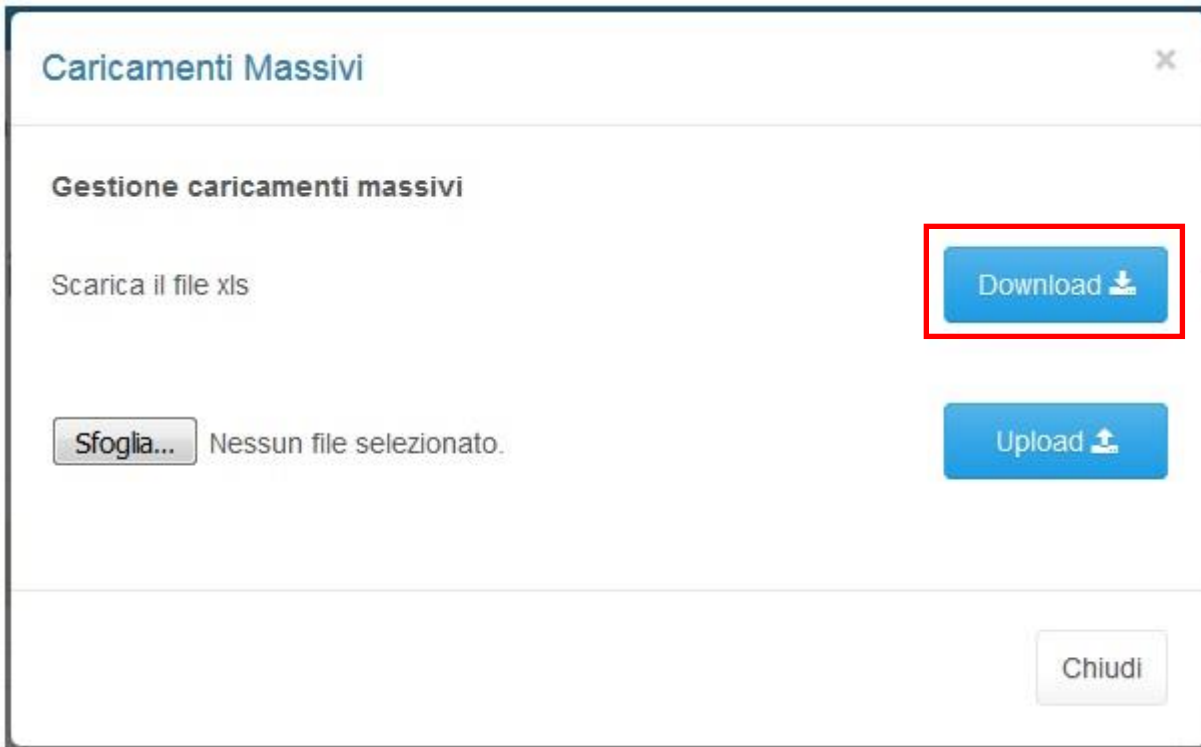 Caricamenti Massivi
×
Gestione caricamenti massivi
Scarica il file xls
Download
Sfoglia... Nessun file selezionato.
Upload
Chiudi